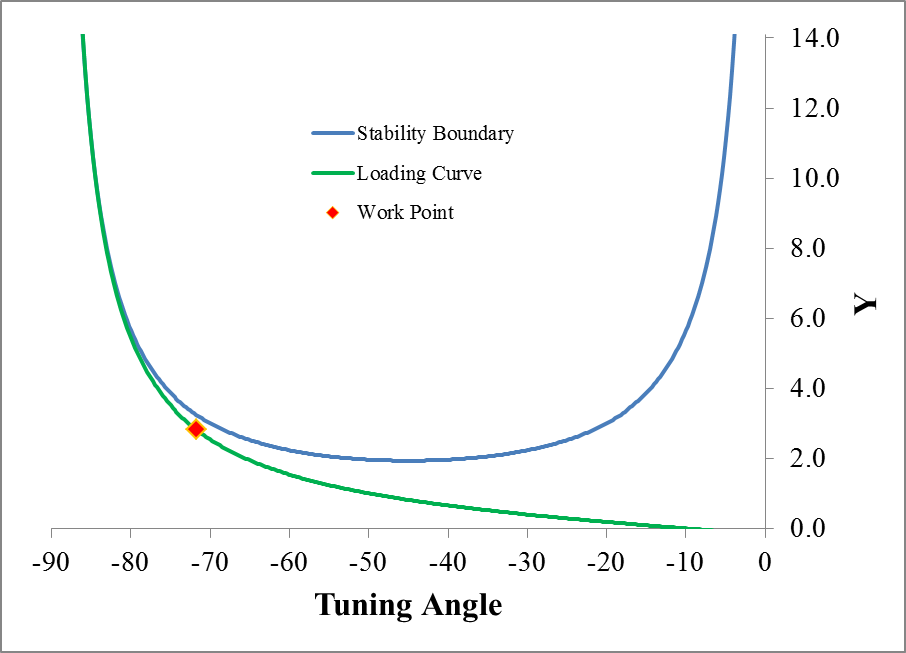 14.0
12.0
Stability Boundary
Loading Curve
10.0
Work Point
8.0
Y
6.0
4.0
2.0
0.0
-90 -80 -70 -60 -50 -40 -30 -20 -10 0
Tuning Angle